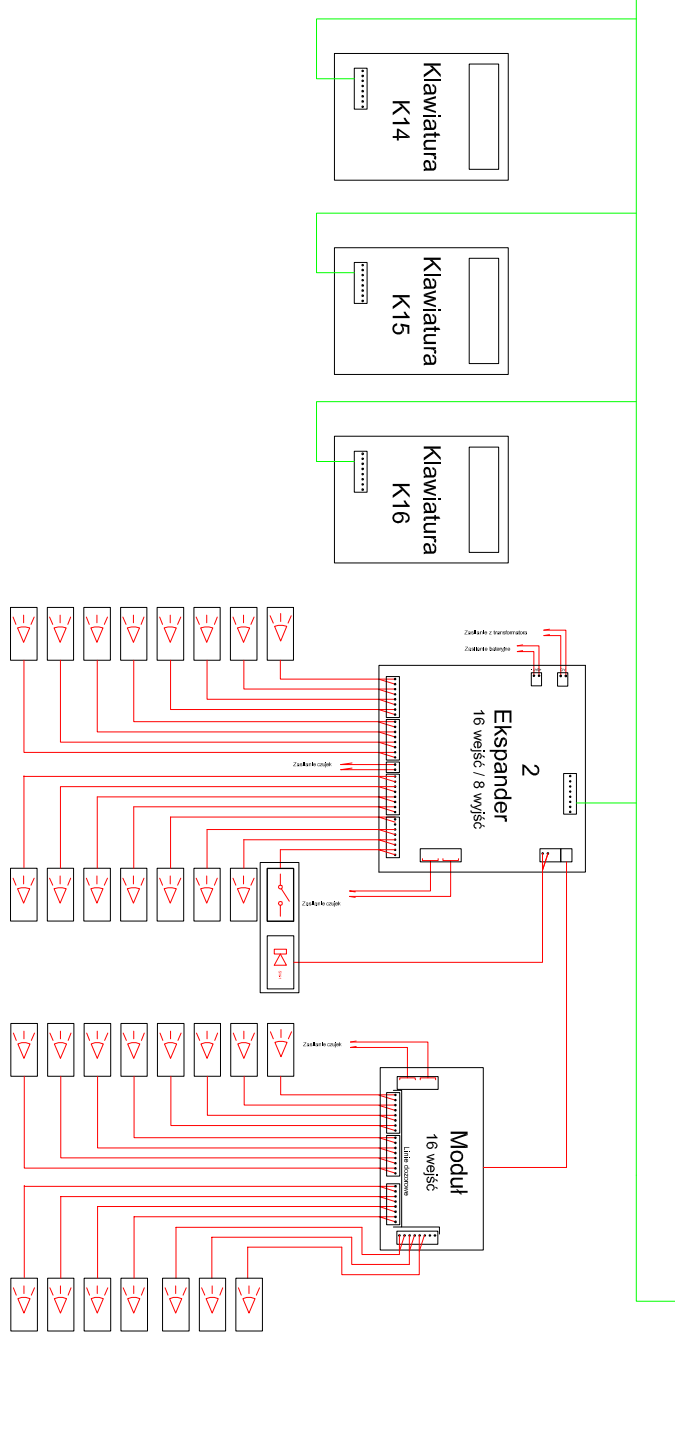 Klawiatura
K14
Klawiatura
K15
Klawiatura
K16
Zasilanie z transformatora
Zasilanie bateryjne
2
Ekspander
16 wejść / 8 wyjść
Zasilanie czujek
Zasilanie czujek
Zasilanie czujek
Moduł
16 wejść
Linie dozorowe